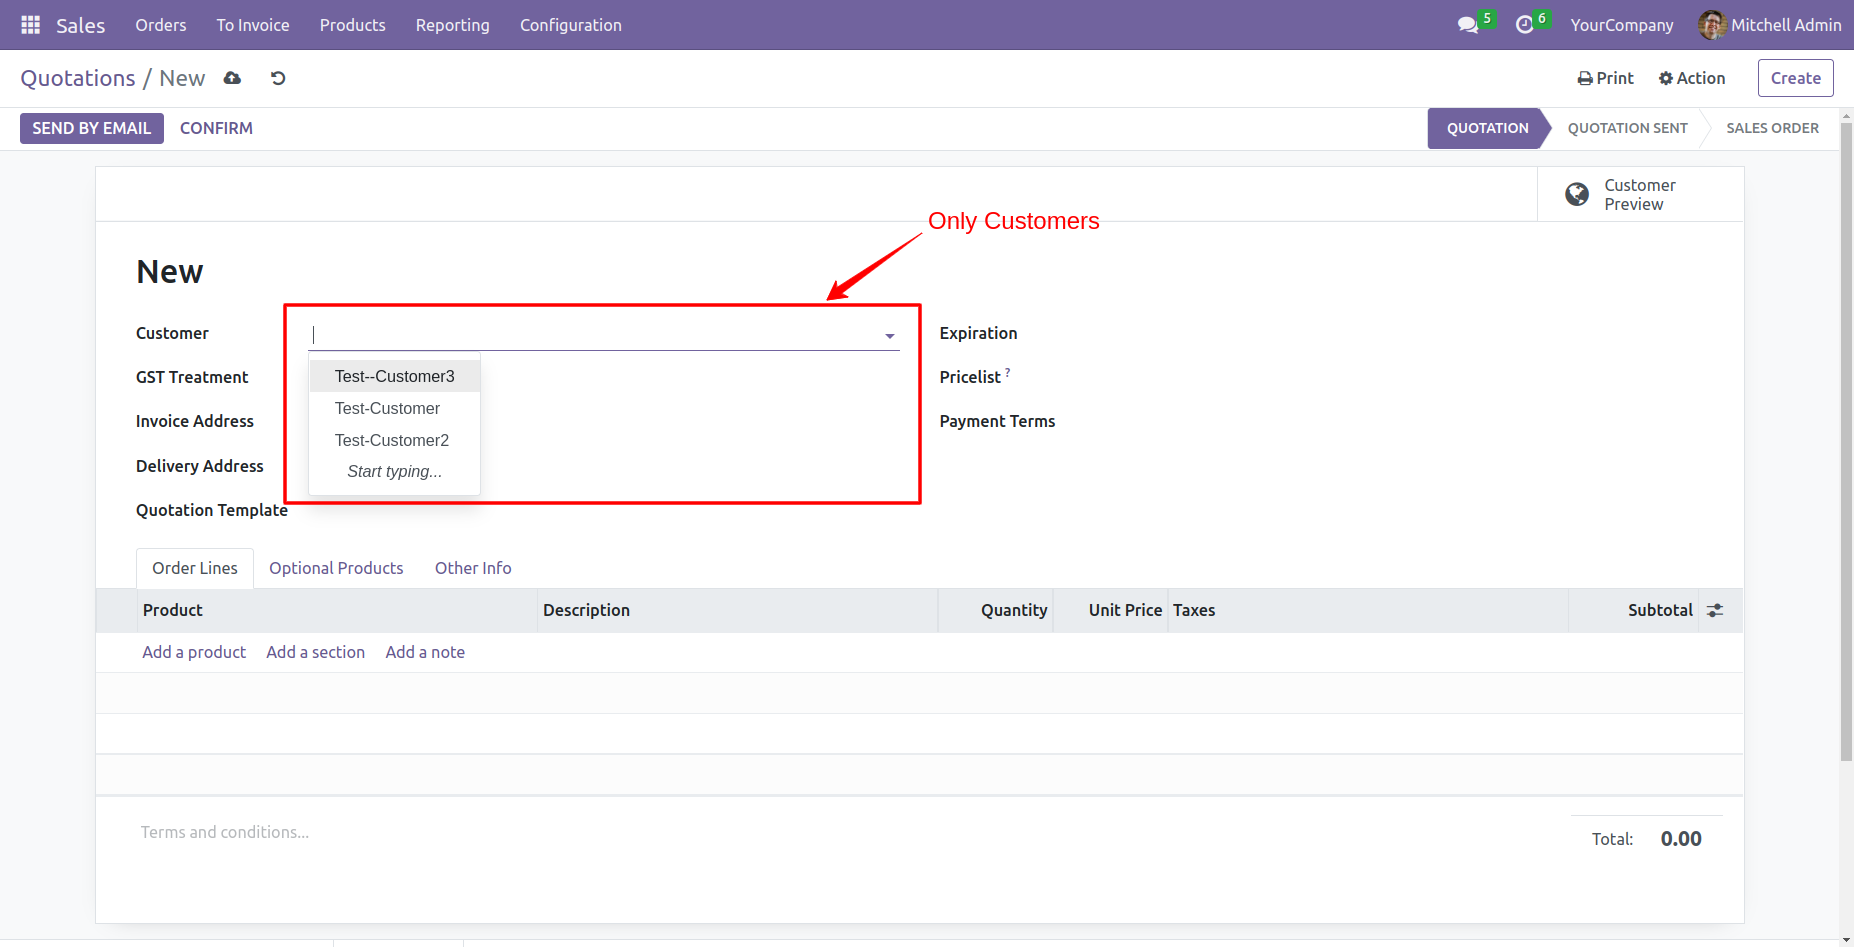 Sales Orders To Invoice Products Reporting Configuration 5 6 YourCompany Mitchell Admin
Quotations / New Print Action Create
SEND BY EMAIL CONFIRM QUOTATION QUOTATION SENT SALES ORDER
Customer
Preview
Only Customers
New
Customer
Expiration
Test--Customer3
GST Treatment
Pricelist ?
Test-Customer
Invoice Address
Payment Terms
Test-Customer2
Delivery Address
Start typing...
Quotation Template
Order Lines Optional Products Other Info
Product Description Quantity Unit Price Taxes Subtotal
Add a product Add a section Add a note
Terms and conditions...
Total: 0.00